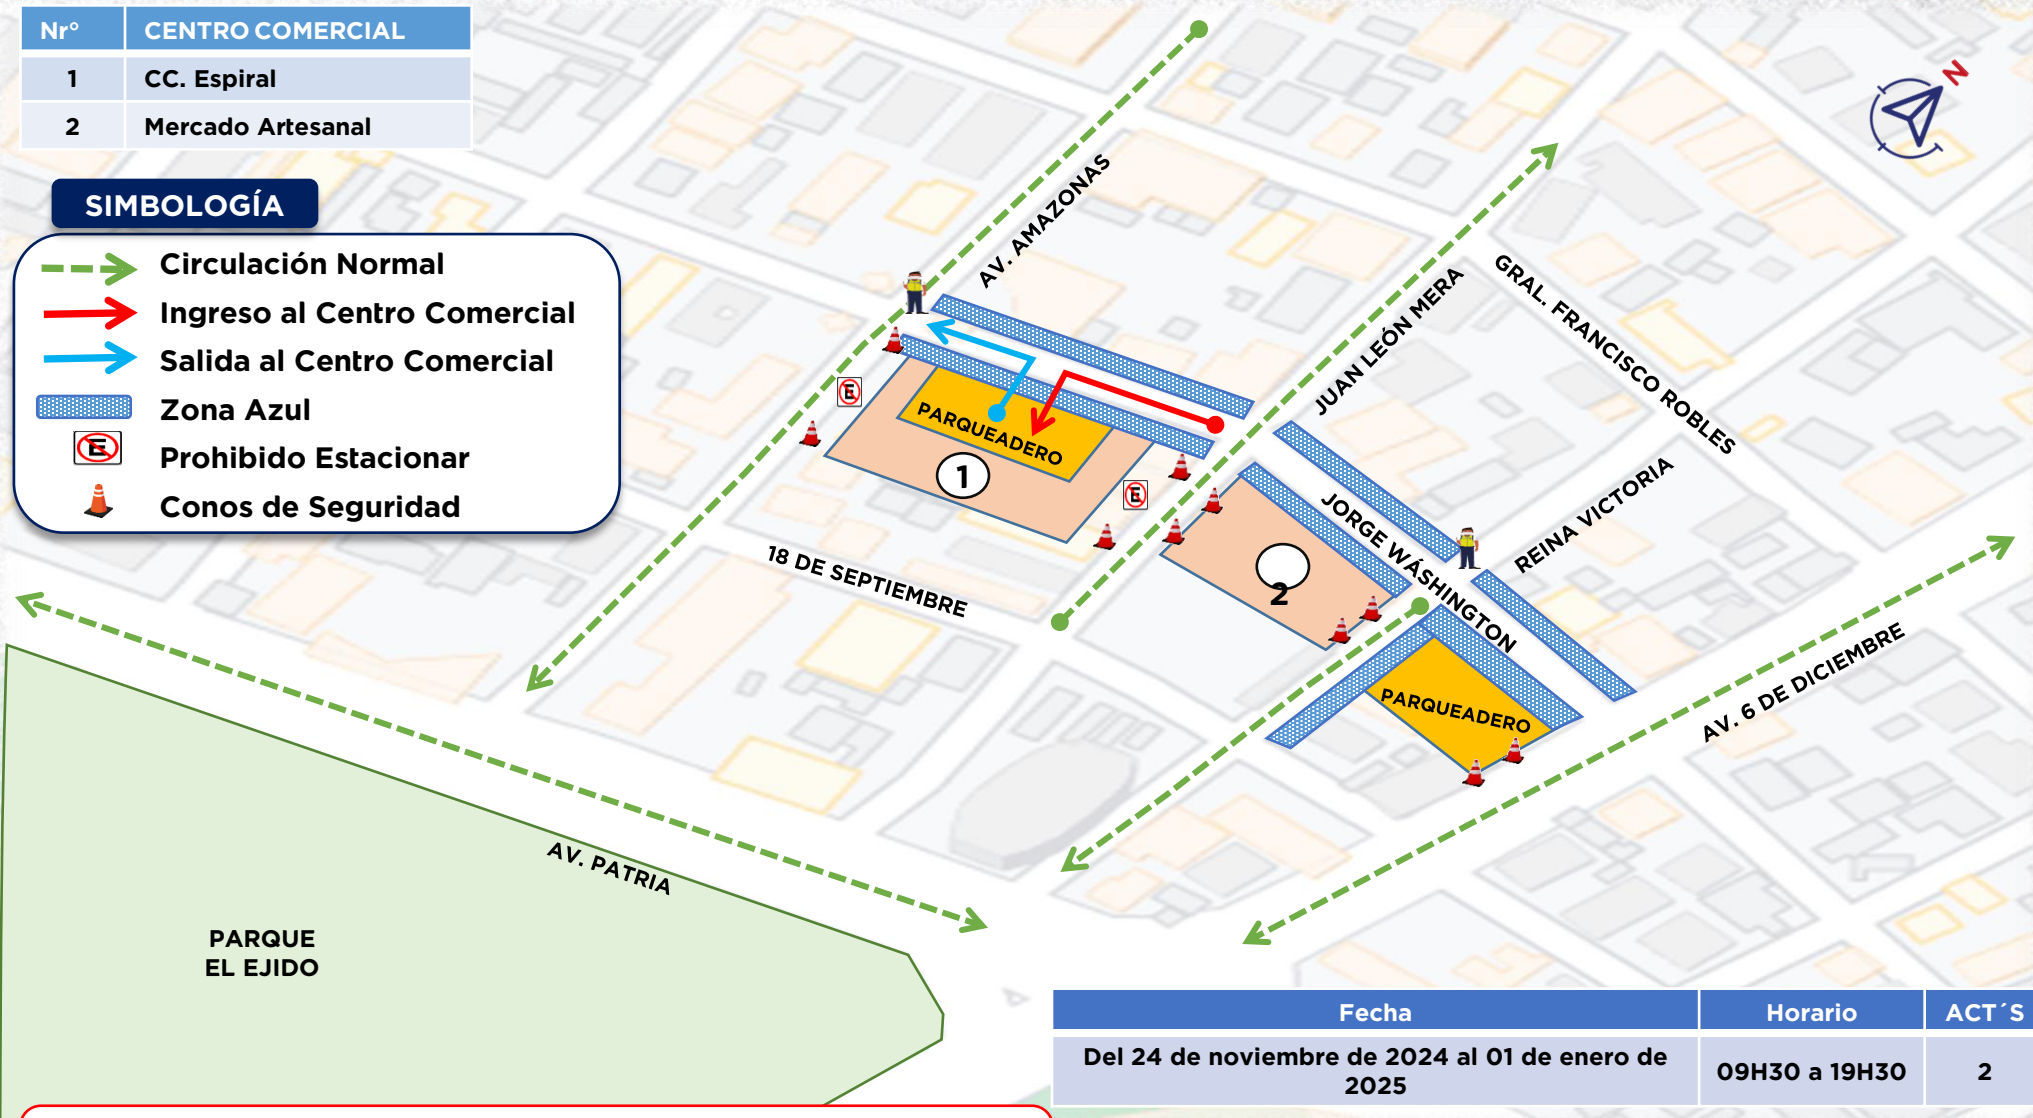 Nr° CENTRO COMERCIAL
1 CC. Espiral
2 Mercado Artesanal
SIMBOLOGÍA
Circulación Normal
Ingreso al Centro Comercial
Salida al Centro Comercial
Zona Azul
E Prohibido Estacionar
Conos de Seguridad
N
AV. AMAZONAS
JUAN LEÓN MERA
GRAL. FRANCISCO ROBLES
REINA VICTORIA
JORGE WÁSHINGTON
AV. 6 DE DICIEMBRE
18 DE SEPTIEMBRE
AV. PATRIA
E
PARQUEADERO
1
E
2
PARQUEADERO
PARQUE
EL EJIDO
Fecha Horario ACT´S
Del 24 de noviembre de 2024 al 01 de enero de
2025
09H30 a 19H30 2